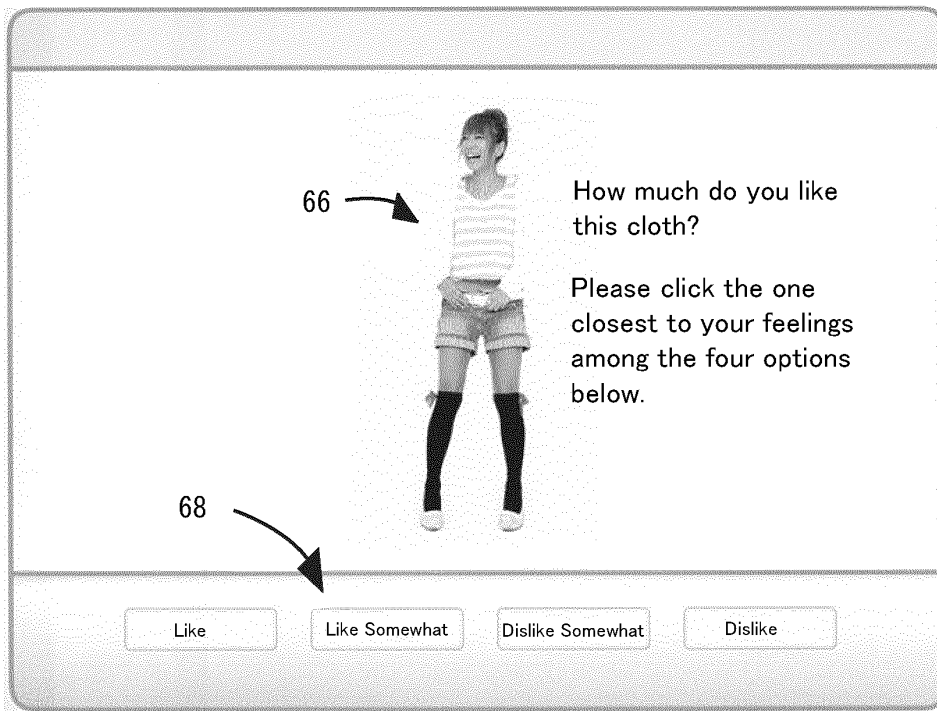 66
How much do you like
this cloth?
Please click the one
closest to your feelings
among the four options
below.
68
Like
Like Somewhat
Dislike Somewhat
Dislike